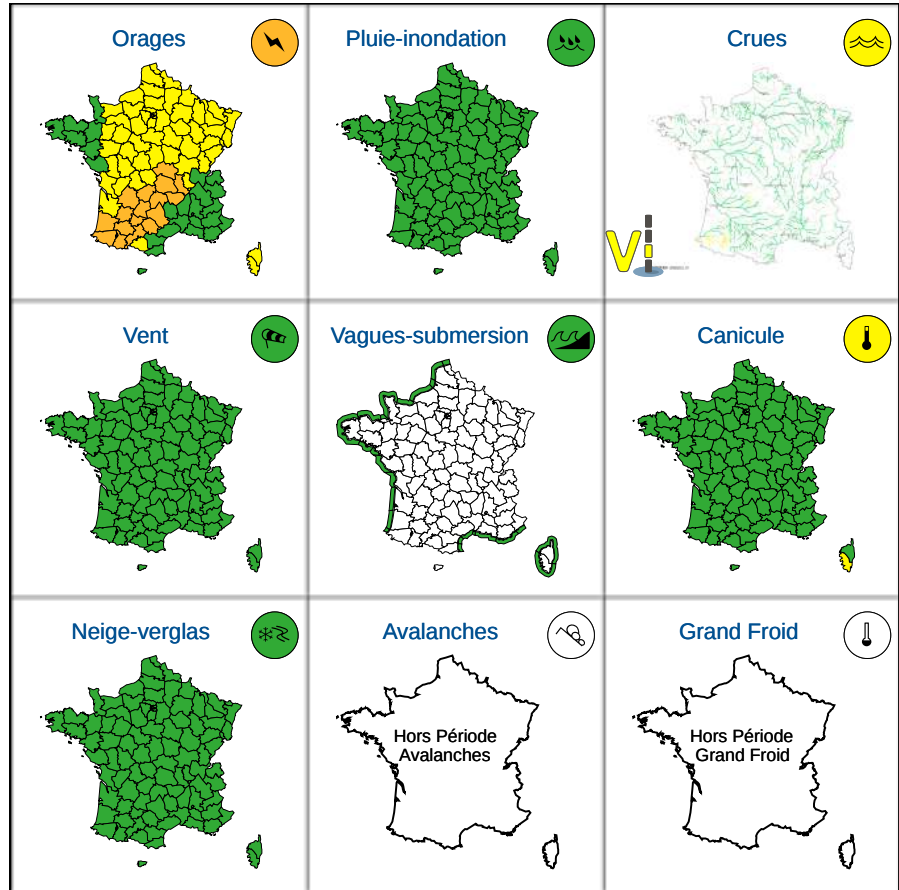 Orages
Pluie-inondation
Crues
Vent
Vagues-submersion
Canicule
Neige-verglas
Avalanches
Hors Période
Avalanches
Grand Froid
Hors Période
Grand Froid